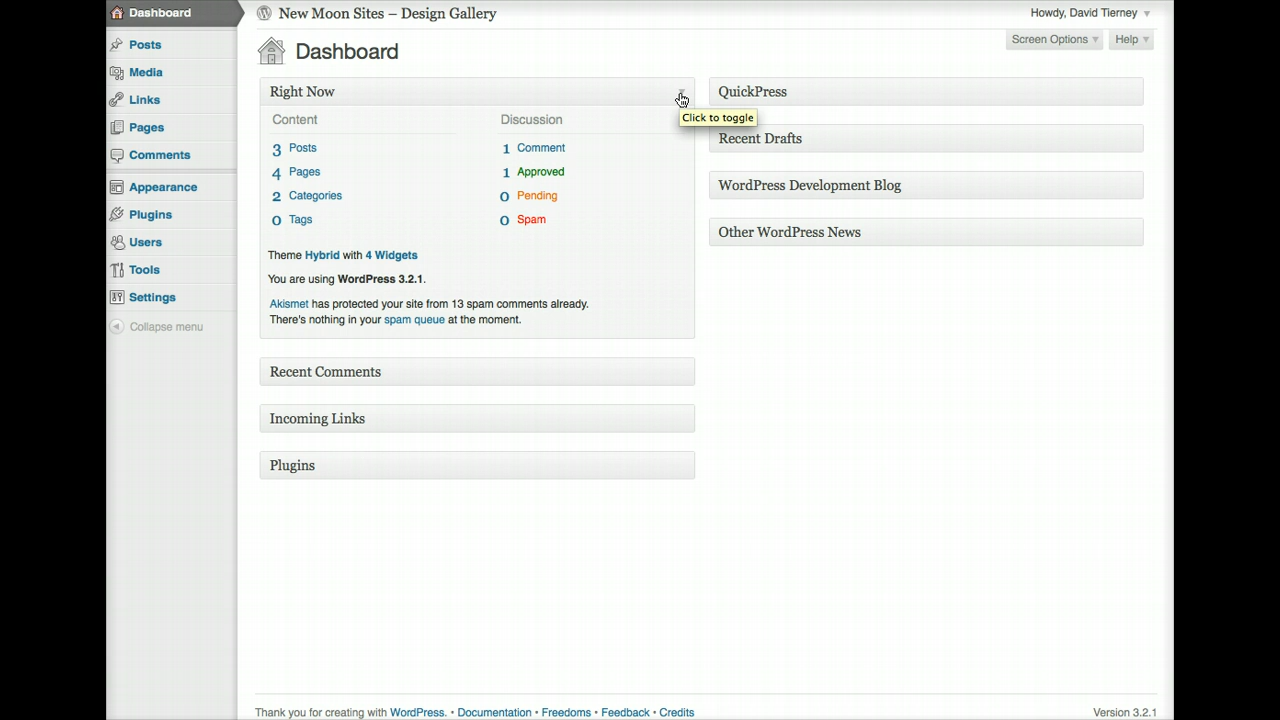 Dashboard
New Moon Sites – Design Gallery
Howdy, David Tierney
Screen Options
Help
Posts
Media
Links
Pages
Comments
Appearance
Plugins
Users
Tools
Settings
Collapse menu
Dashboard
Right Now
Click to toggle
Content
3 Posts
4 Pages
2 Categories
0 Tags
Discussion
1 Comment
1 Approved
0 Pending
0 Spam
Theme Hybrid with 4 Widgets
You are using WordPress 3.2.1.
Akismet has protected your site from 13 spam comments already.
There's nothing in your spam queue at the moment.
Recent Comments
Incoming Links
Plugins
QuickPress
Recent Drafts
WordPress Development Blog
Other WordPress News
Thank you for creating with WordPress. • Documentation • Freedoms • Feedback • Credits
Version 3.2.1